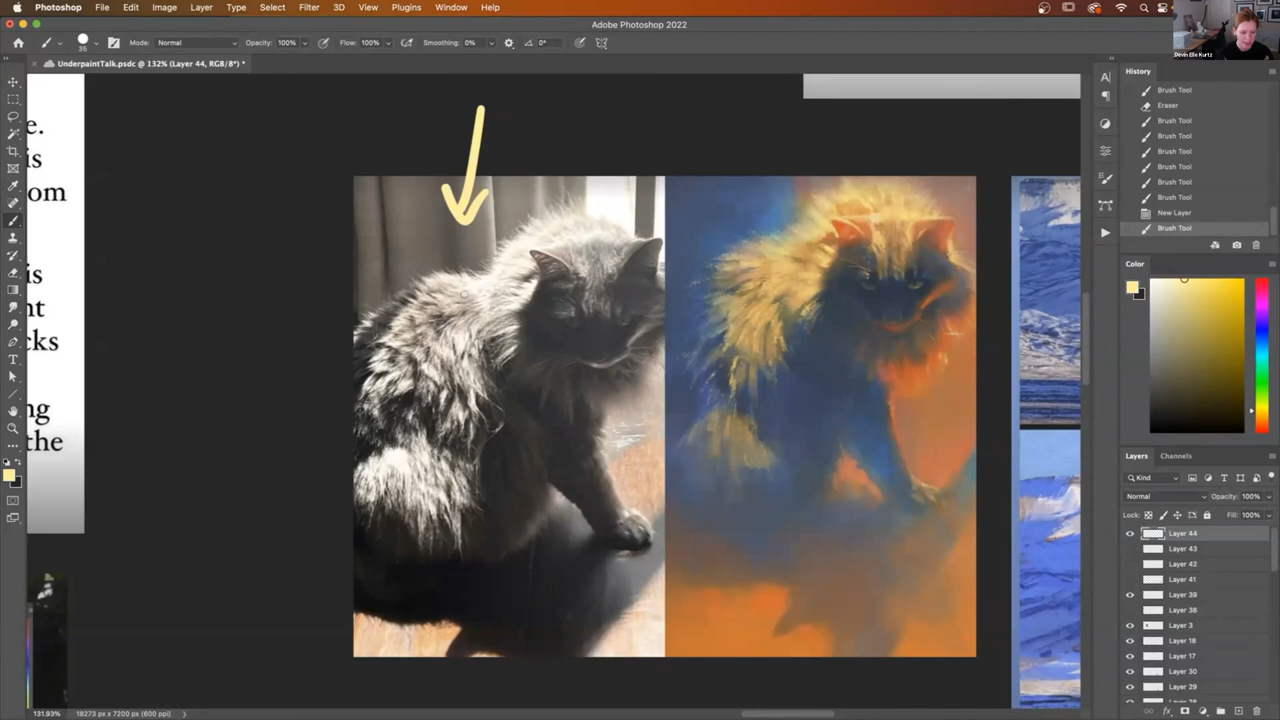 Photoshop File Edit Image Layer Type Select Filter 3D View Plugins Window Help
Adobe Photoshop 2022
Devin Elle Kurtz
35 Mode: Normal Opacity: 100% Flow: 100% Smoothing: 0% 0°
UnderpaintTalk.psdc @ 132% (Layer 44, RGB/8*) *
e.
is
om
is
nt
cks
ng
the
History
Brush Tool
Eraser
Brush Tool
Brush Tool
Brush Tool
Brush Tool
Brush Tool
Brush Tool
New Layer
Brush Tool
Color
Layers Channels
Kind
Normal Opacity: 100%
Lock: Fill: 100%
Layer 44
Layer 43
Layer 42
Layer 41
Layer 39
Layer 38
Layer 3
Layer 18
Layer 17
Layer 30
Layer 29
131.93% 18273 px x 7200 px (600 ppi)